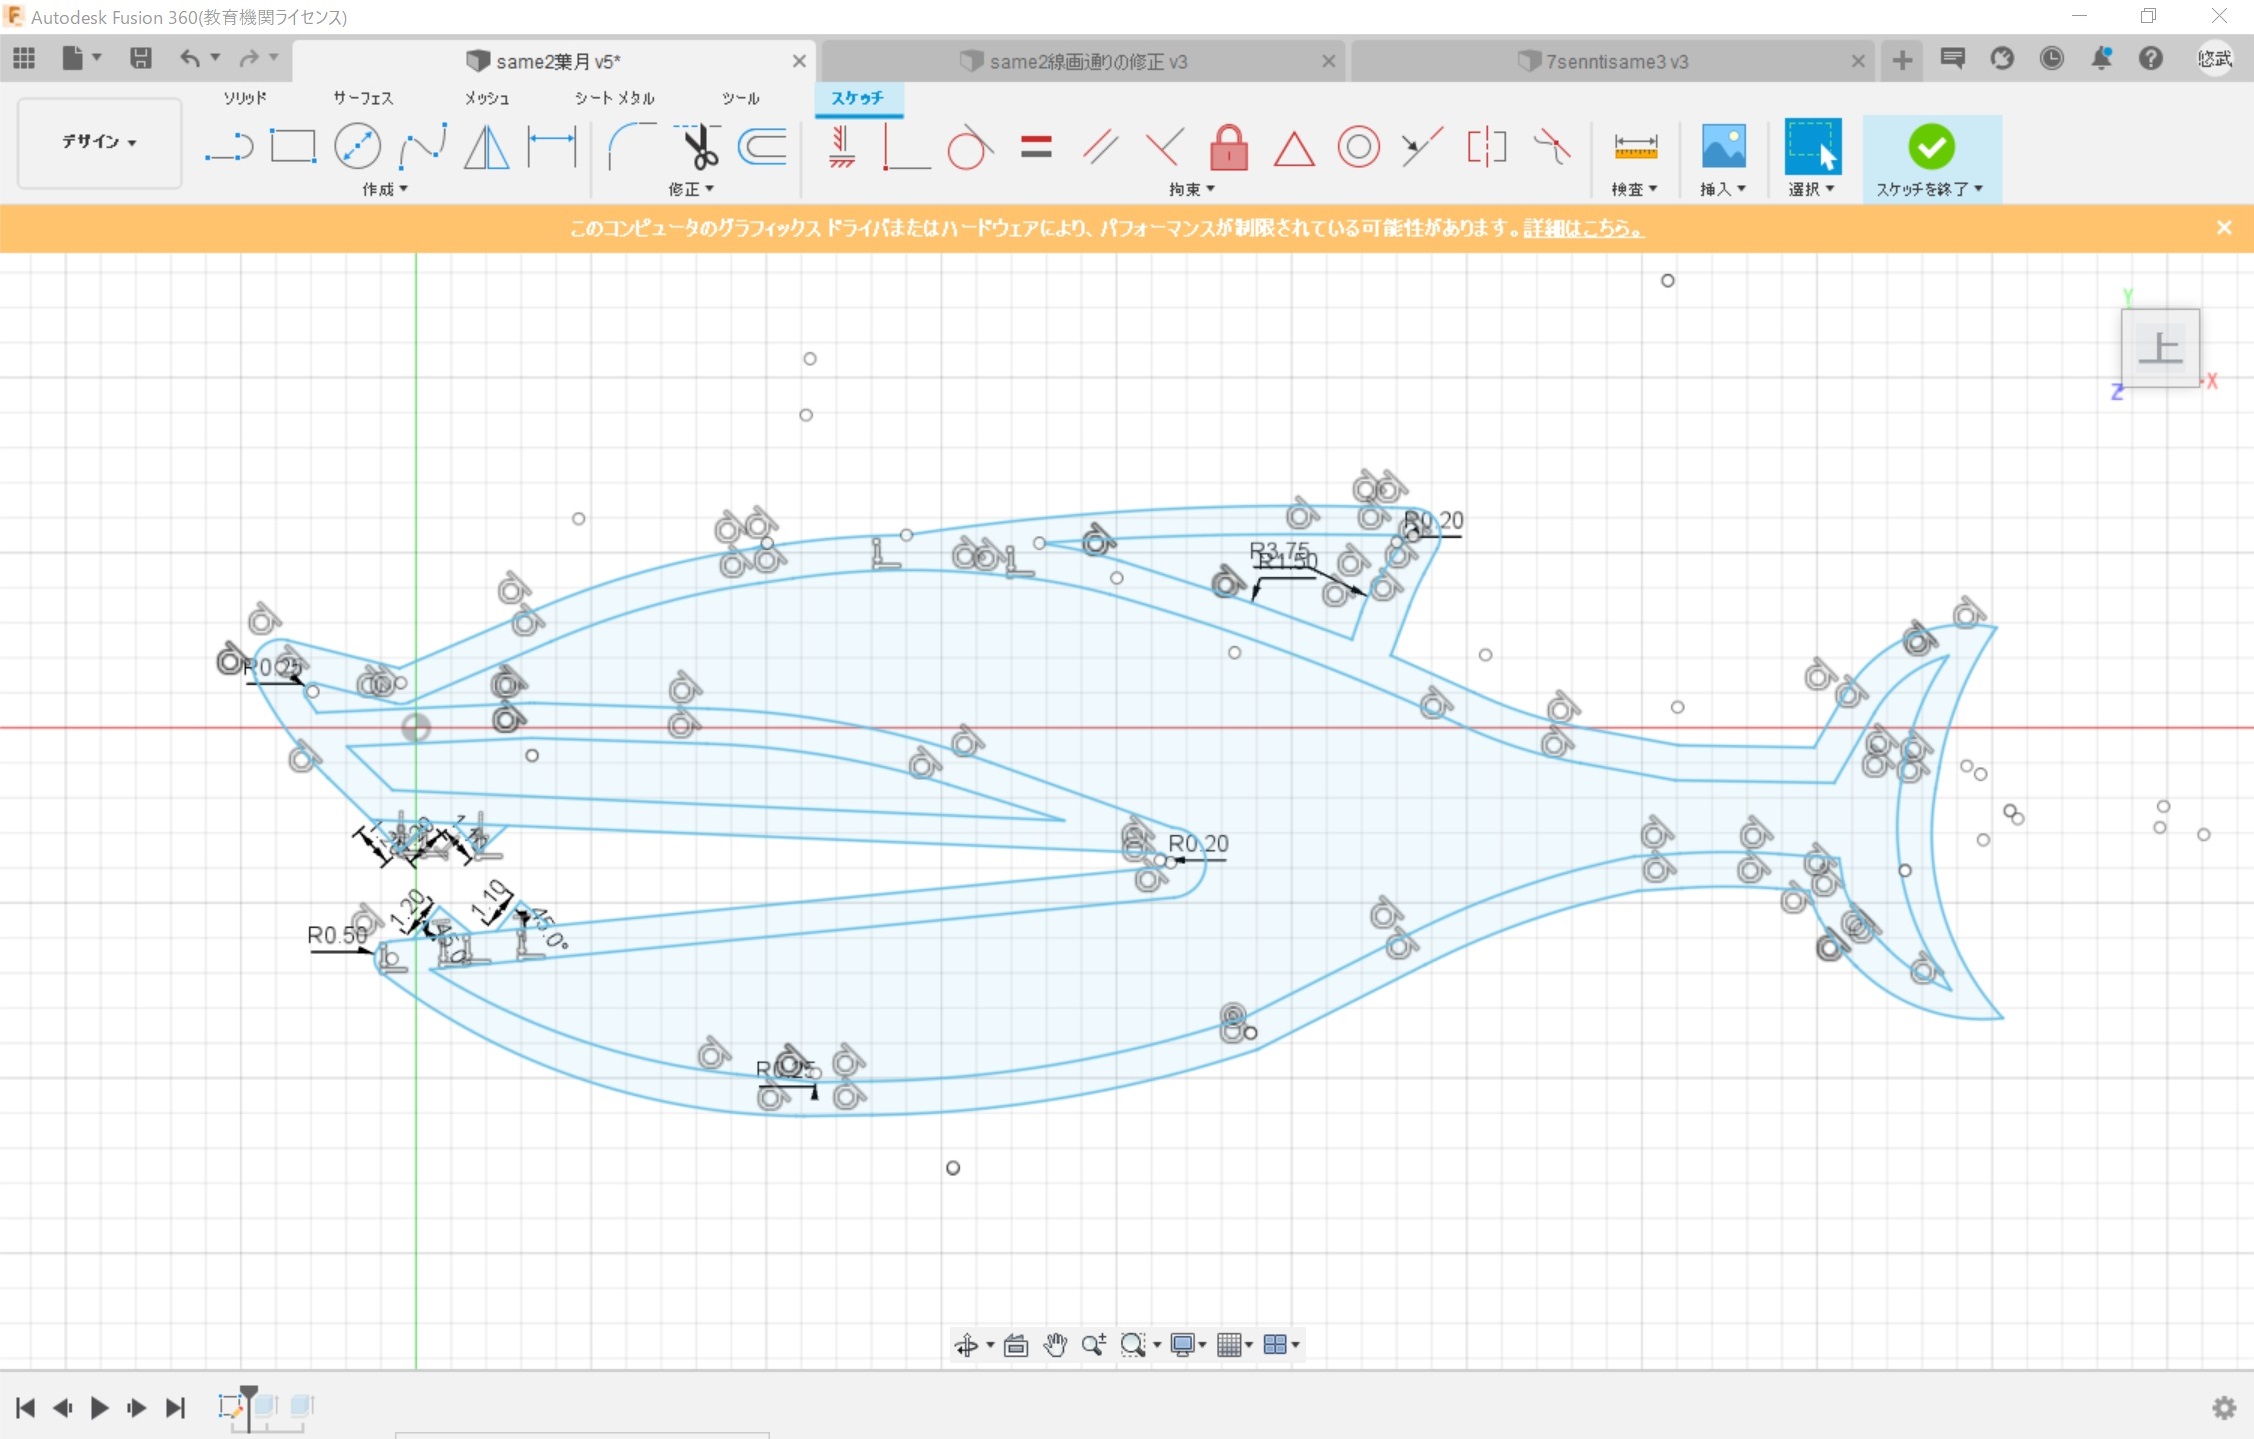 Autodesk Fusion 360(教育機関ライセンス)
same2葉月 v5*
same2線画通りの修正 v3
7senntisame3 v3
悠武
ソリッド
サーフェス
メッシュ
シート メタル
ツール
スケッチ
デザイン
作成
修正
拘束
検査
挿入
選択
スケッチを終了
このコンピュータのグラフィックス ドライバまたはハードウェアにより、パフォーマンスが制限されている可能性があります。詳細はこちら。
Y
上
X
Z
R0.20
R3.75
R1.50
R0.25
R0.20
1.20
1.10
45.0°
R0.50
R0.25